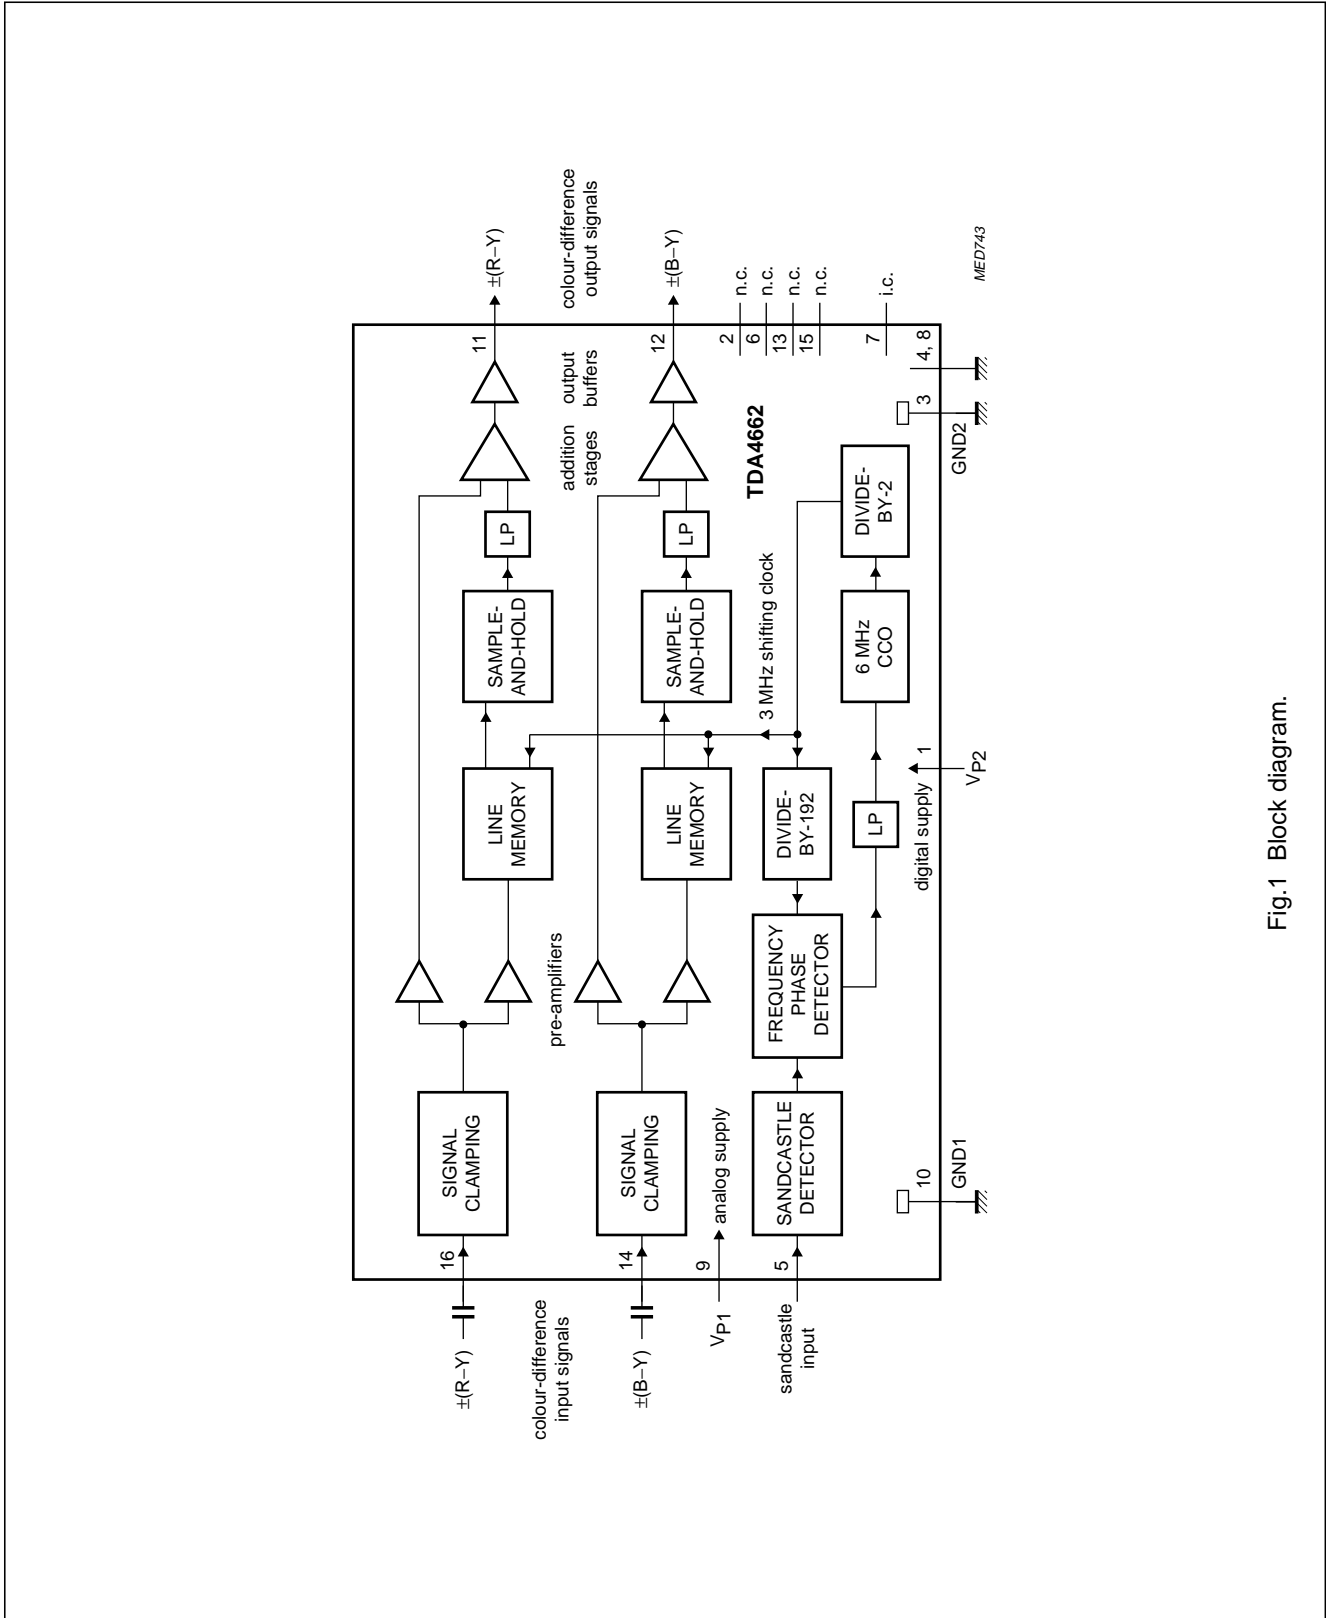 ±(R−Y)
colour-difference
input signals
±(B−Y)
VP1
sandcastle
input
16
14
9
analog supply
5
SIGNAL
CLAMPING
SIGNAL
CLAMPING
SANDCASTLE
DETECTOR
10
GND1
pre-amplifiers
FREQUENCY
PHASE
DETECTOR
LINE
MEMORY
LINE
MEMORY
DIVIDE-
BY-192
LP
digital supply
1
VP2
3 MHz shifting clock
SAMPLE-
AND-HOLD
SAMPLE-
AND-HOLD
6 MHz
CCO
LP
LP
DIVIDE-
BY-2
addition
stages
output
buffers
TDA4662
3
GND2
4, 8
11
12
2
6
13
15
7
±(R−Y)
colour-difference
output signals
±(B−Y)
n.c.
n.c.
n.c.
n.c.
i.c.
MED743
Fig.1 Block diagram.